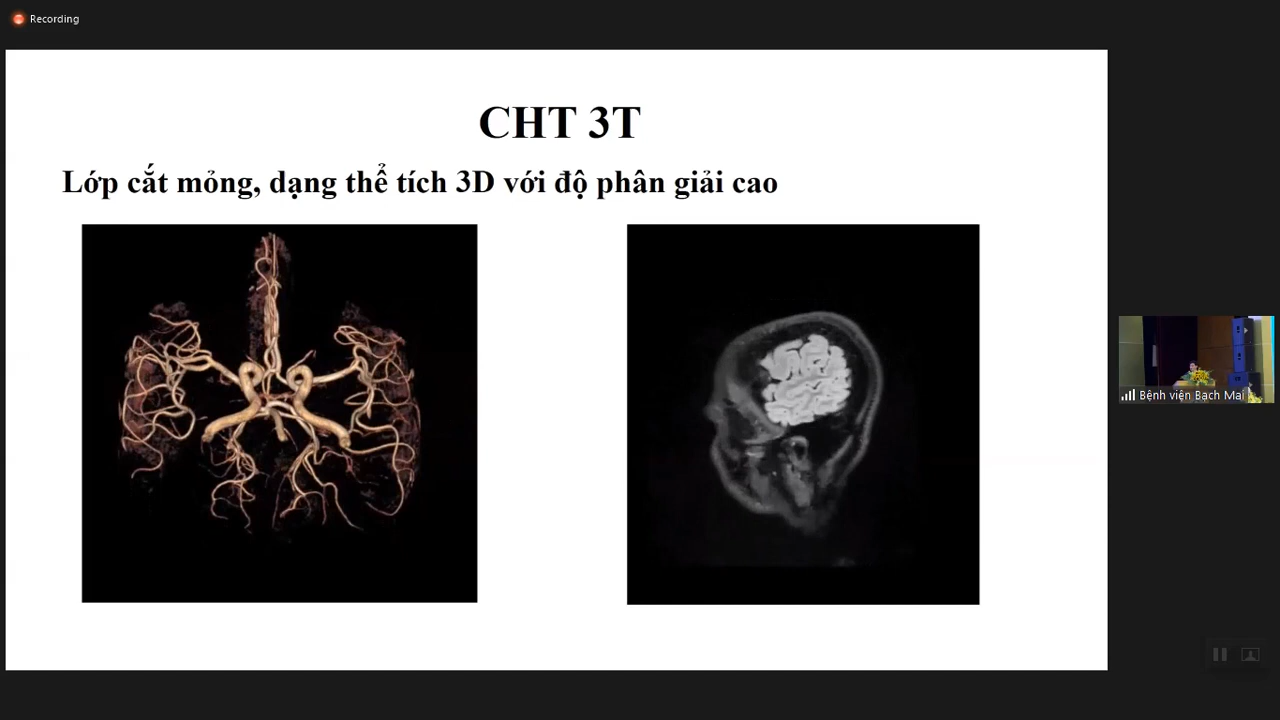 Recording
CHT 3T
Lớp cắt mỏng, dạng thể tích 3D với độ phân giải cao
Bệnh viện Bạch Mai